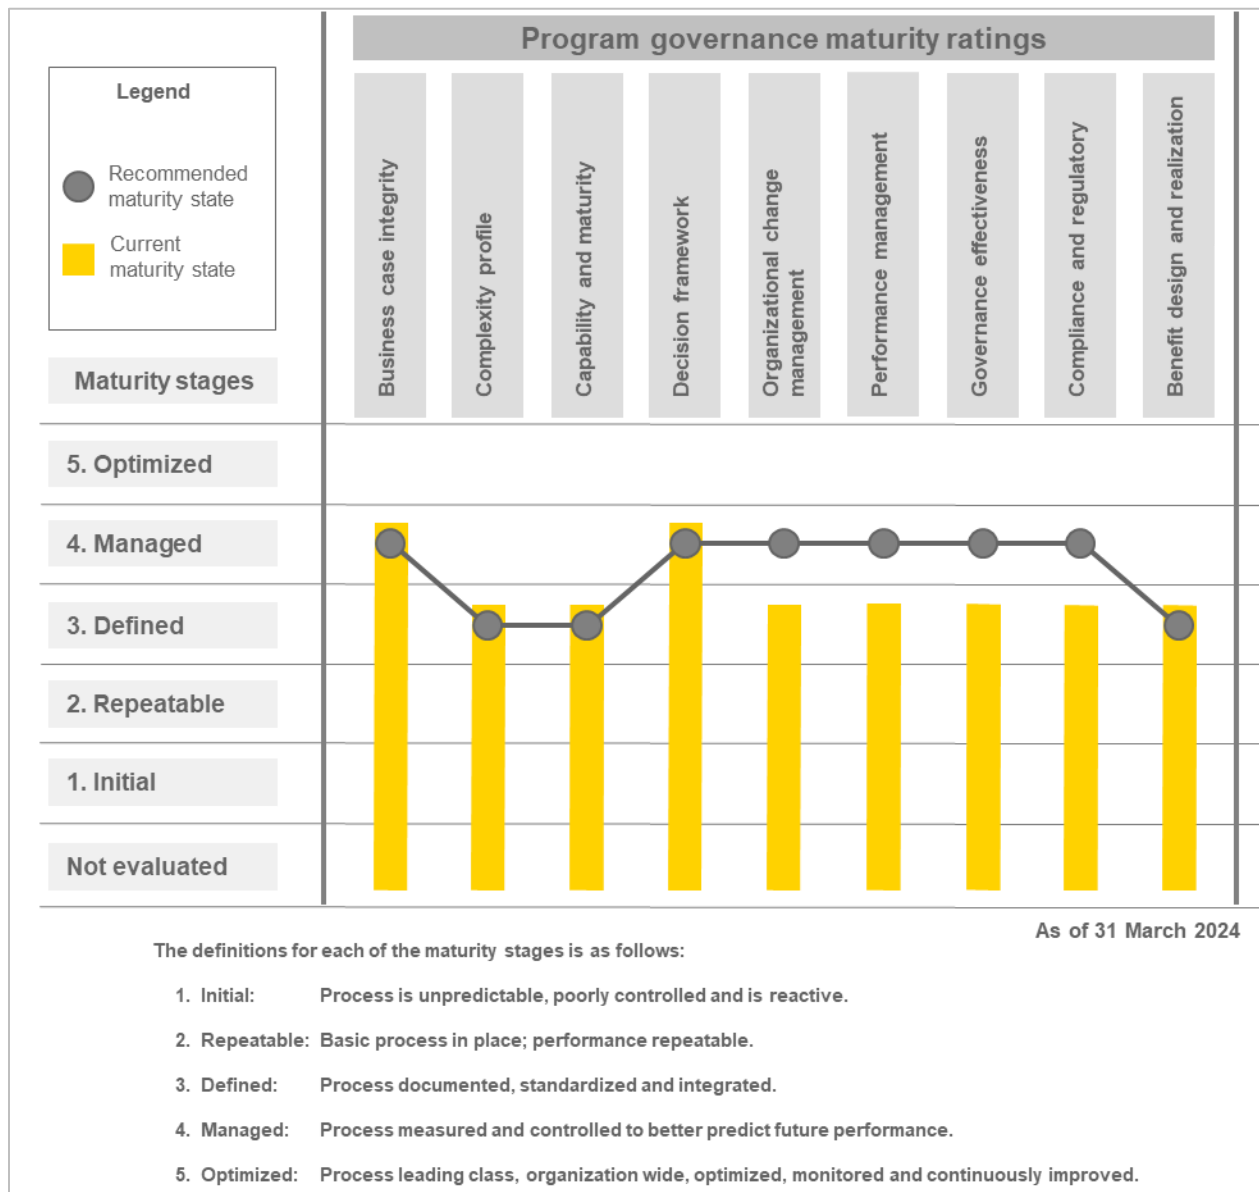 Program governance maturity ratings
Legend
Recommended
maturity state
Current
maturity state
Business case integrity
Complexity profile
Capability and maturity
Decision framework
Organizational change
management
Performance management
Governance effectiveness
Compliance and regulatory
Benefit design and realization
Maturity stages
5. Optimized
4. Managed
3. Defined
2. Repeatable
1. Initial
Not evaluated
As of 31 March 2024
The definitions for each of the maturity stages is as follows:
1. Initial: Process is unpredictable, poorly controlled and is reactive.
2. Repeatable: Basic process in place; performance repeatable.
3. Defined: Process documented, standardized and integrated.
4. Managed: Process measured and controlled to better predict future performance.
5. Optimized: Process leading class, organization wide, optimized, monitored and continuously improved.